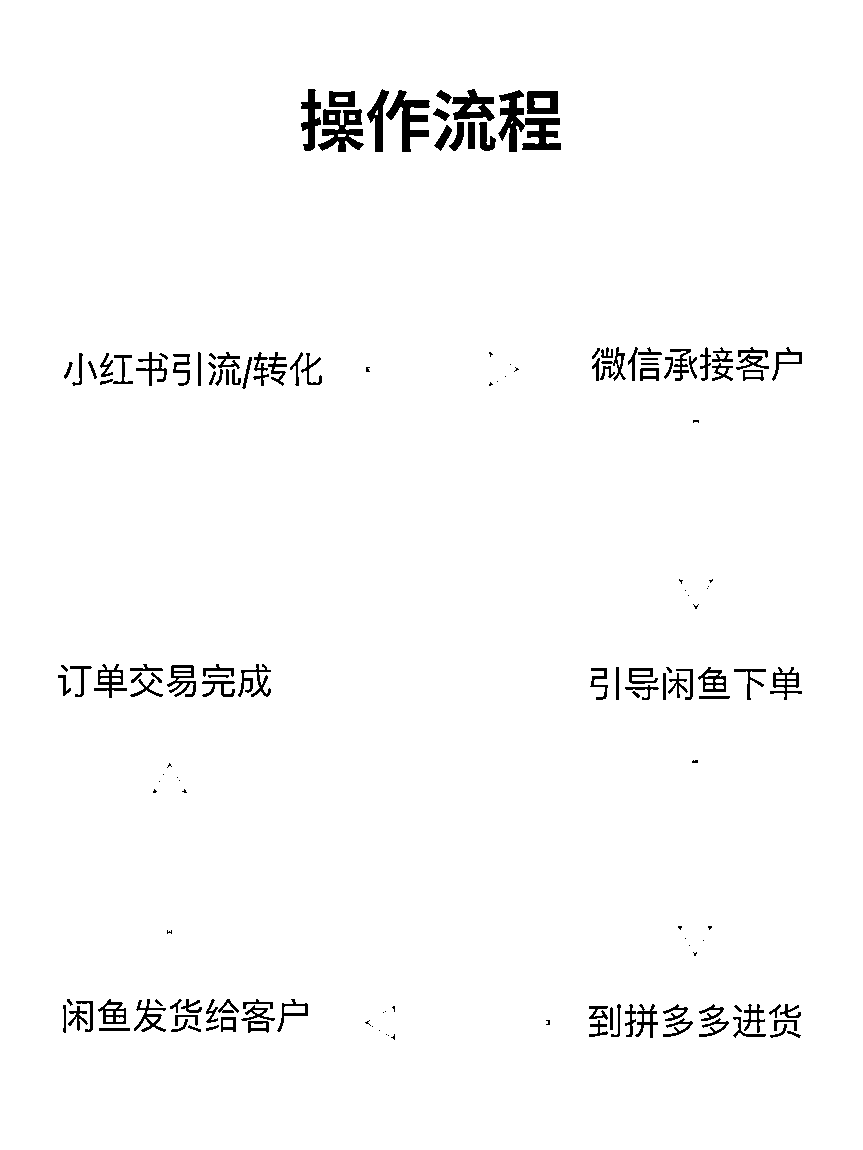 操作流程
小红书引流/转化
微信承接客户
引导闲鱼下单
到拼多多进货
闲鱼发货给客户
订单交易完成